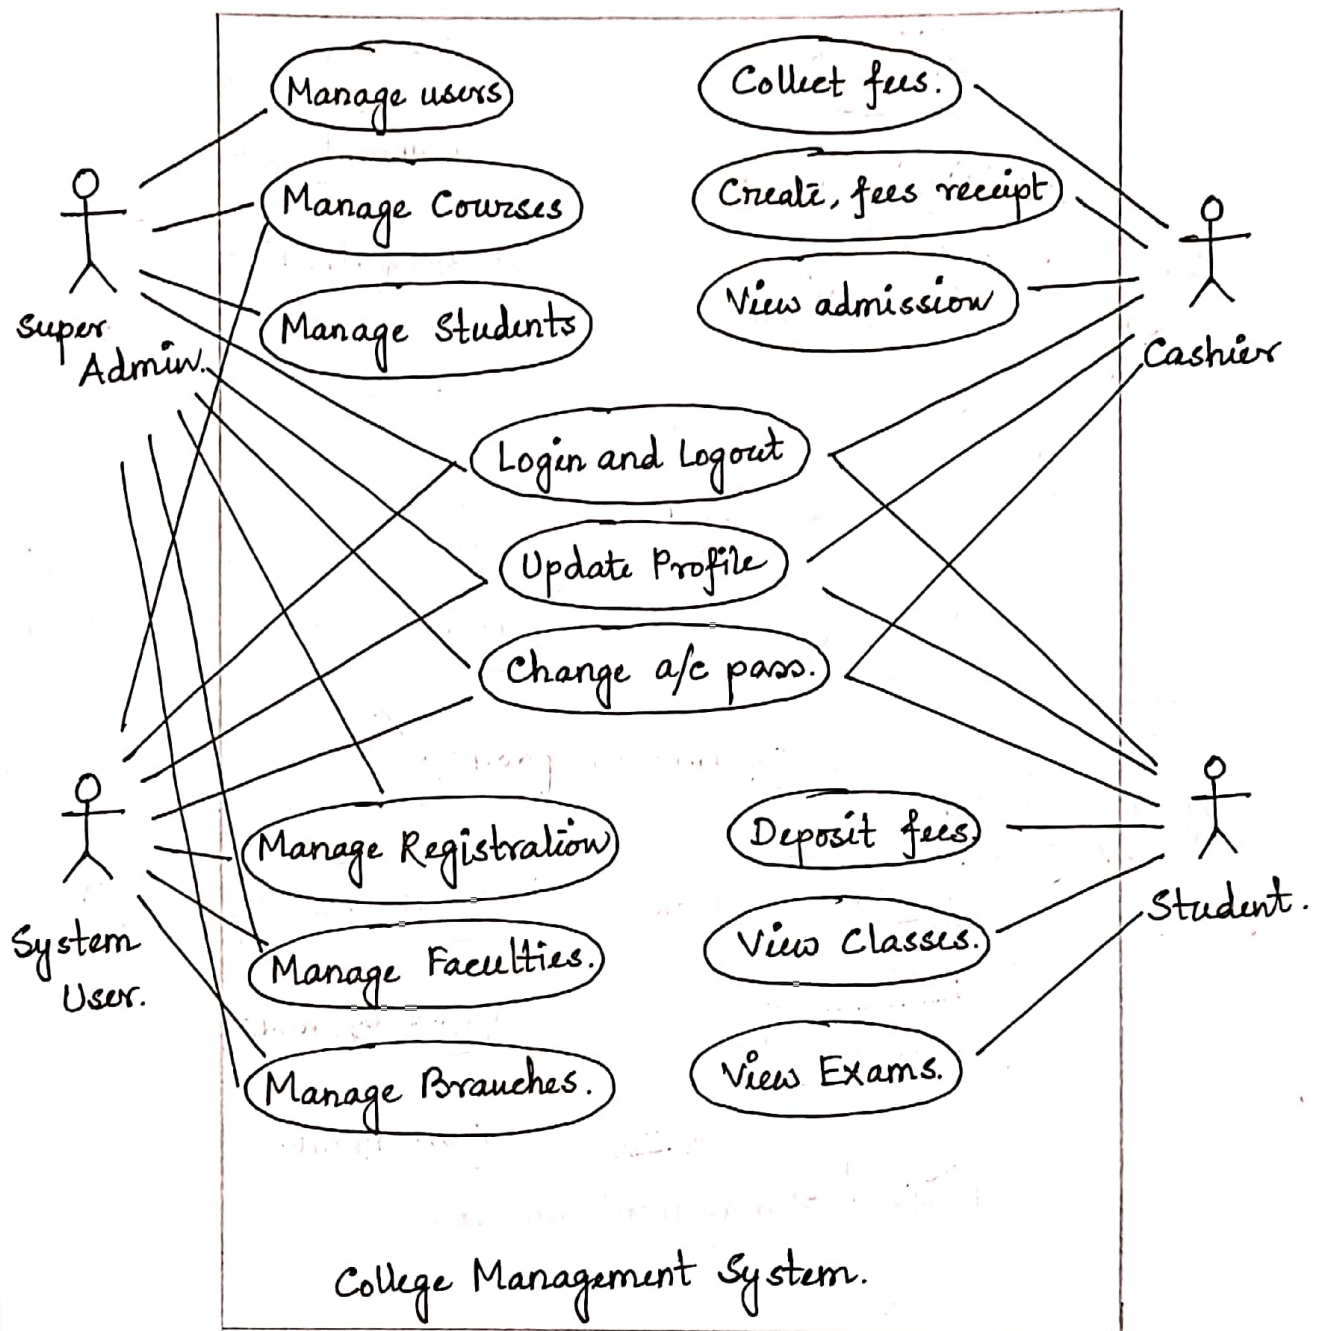 Manage users
Collect fees.
Manage Courses
Create, fees receipt
Manage Students
View admission
Super
Admin.
Cashier
Login and Logout
Update Profile
Change a/c pass.
Manage Registration
Deposit fees.
Manage Faculties.
View Classes.
System
User.
Student.
Manage Branches.
View Exams.
College Management System.